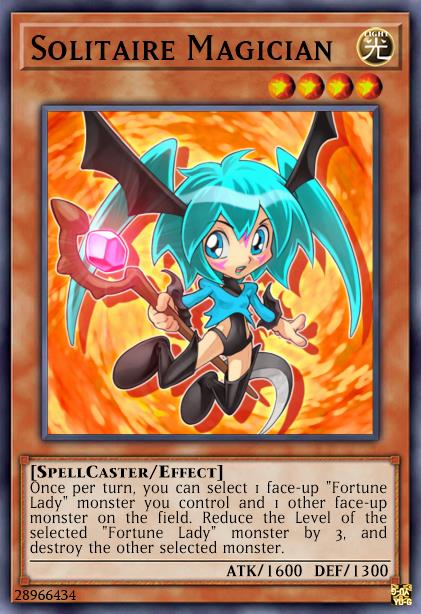 Solitaire Magician
LIGHT
光
[SpellCaster/Effect]
Once per turn, you can select 1 face-up "Fortune
Lady" monster you control and 1 other face-up
monster on the field. Reduce the Level of the
selected "Fortune Lady" monster by 3, and
destroy the other selected monster.
ATK/1600 DEF/1300
28966434